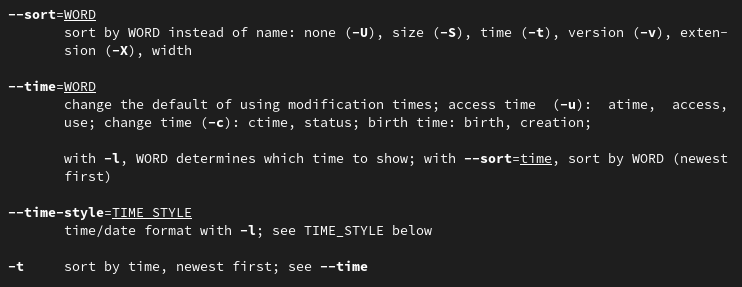 --sort=WORD
sort by WORD instead of name: none (-U), size (-S), time (-t), version (-v), exten-
sion (-X), width
--time=WORD
change the default of using modification times; access time (-u): atime, access,
use; change time (-c): ctime, status; birth time: birth, creation;
with -l, WORD determines which time to show; with --sort=time, sort by WORD (newest
first)
--time-style=TIME_STYLE
time/date format with -l; see TIME_STYLE below
-t sort by time, newest first; see --time